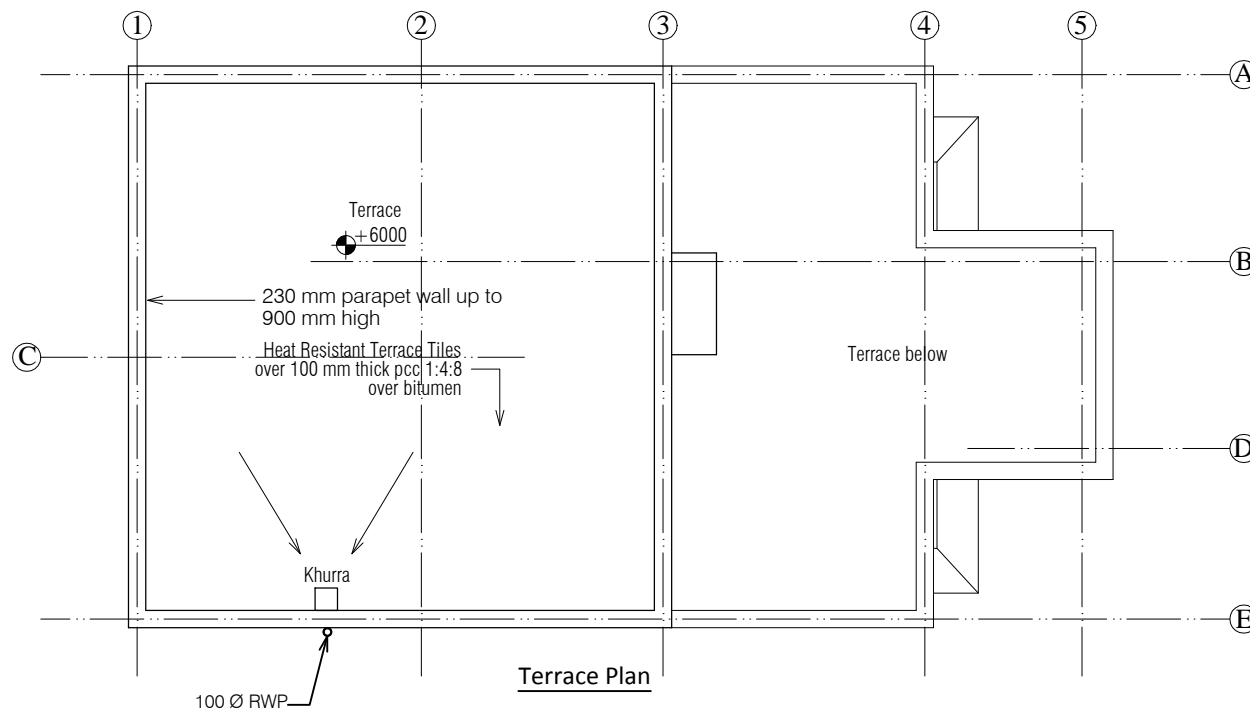 1
2
3
4
5
A
Terrace
+6000
B
230 mm parapet wall up to
900 mm high
C
Heat Resistant Terrace Tiles
over 100 mm thick pcc 1:4:8
over bitumen
Terrace below
D
Khurra
E
Terrace Plan
100 Ø RWP